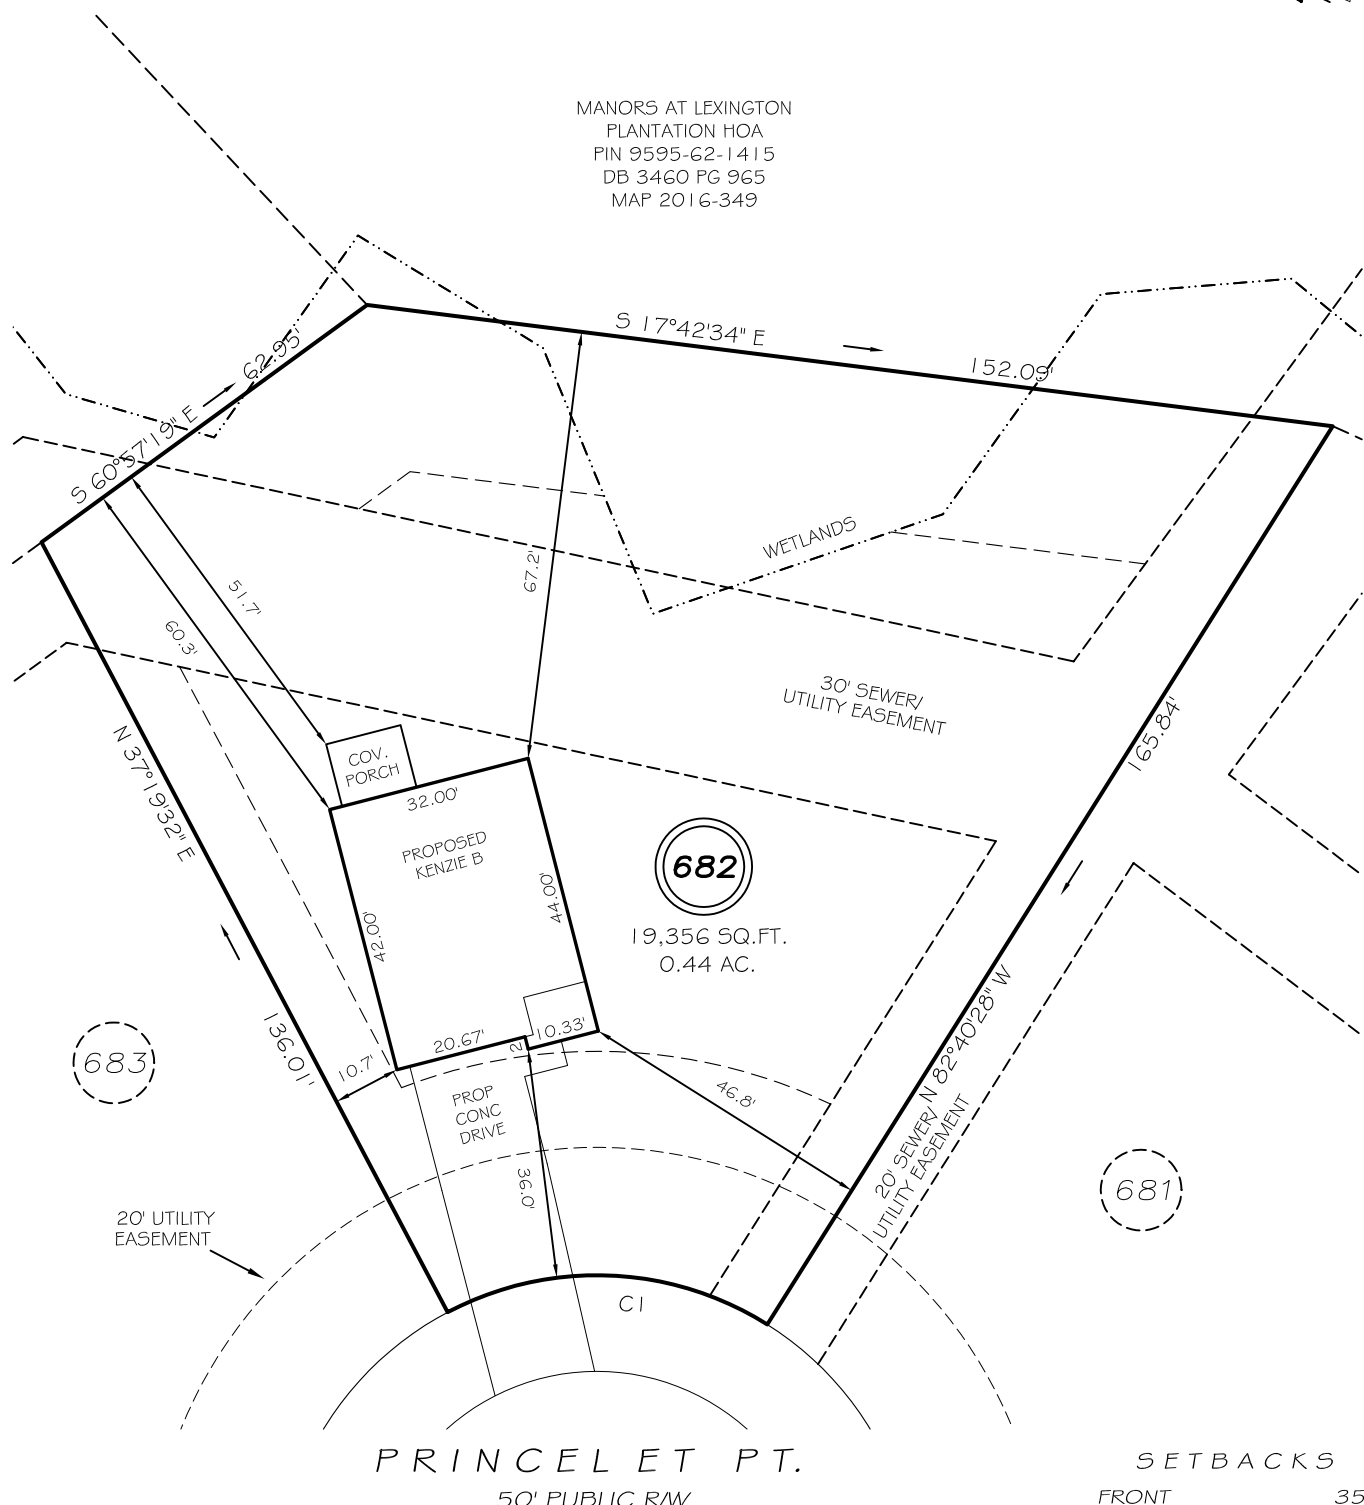 MANORS AT LEXINGTON
PLANTATION HOA
PIN 9595-62-1415
DB 3460 PG 965
MAP 2016-349
S 17°42'34" E
152.09'
S 60°57'19" E
62.95'
WETLANDS
67.2'
51.7'
60.3'
30' SEWER/
UTILITY EASEMENT
N 37°19'32" E
136.01'
165.84'
N 82°40'28" W
COV.
PORCH
32.00'
PROPOSED
KENZIE B
42.00'
44.00'
682
19,356 SQ.FT.
0.44 AC.
20.67'
2'
10.33'
10.7'
46.8'
PROP
CONC
DRIVE
36.0'
683
681
20' SEWER/
UTILITY EASEMENT
20' UTILITY
EASEMENT
C1
PRINCELET PT.
50' PUBLIC R/W
SETBACKS
FRONT 35